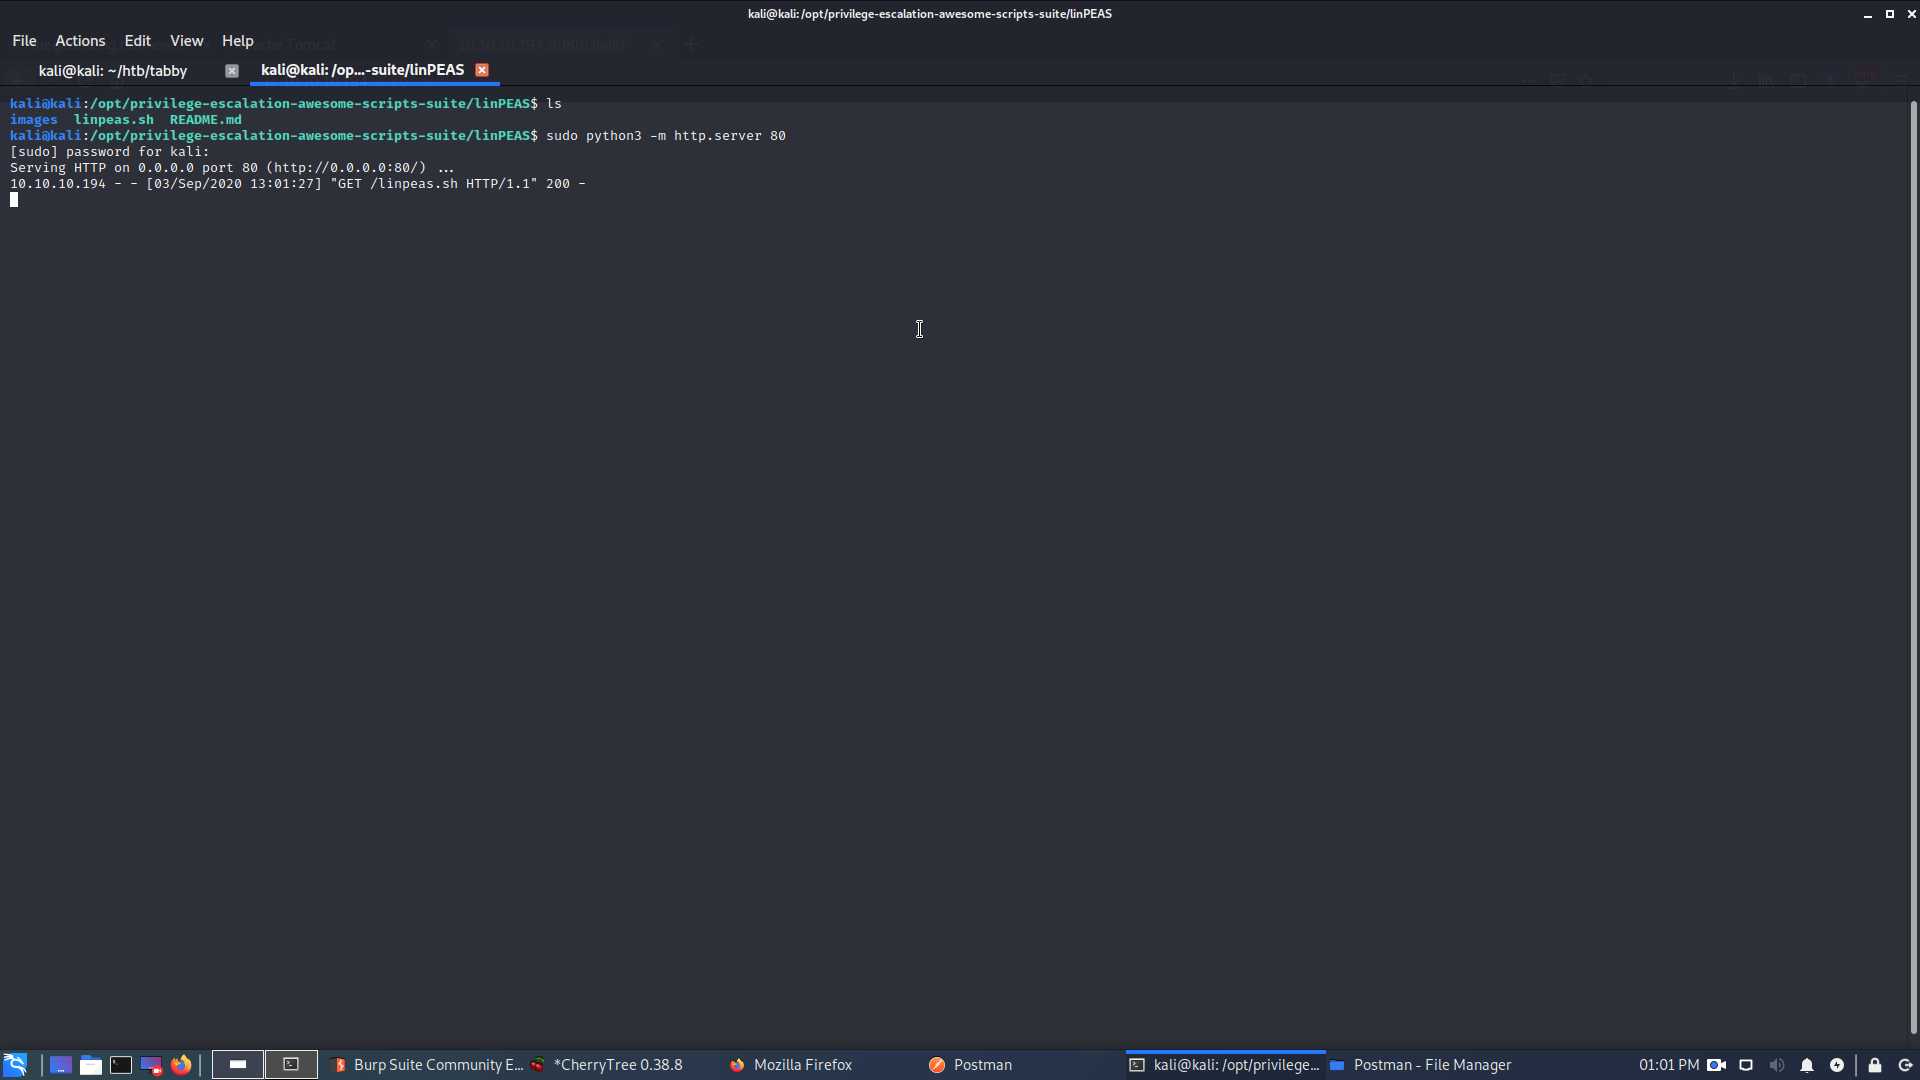 kali@kali:/opt/privilege-escalation-awesome-scripts-suite/linPEAS
File Actions Edit View Help
kali@kali: ~/htb/tabby
kali@kali: /op...-suite/linPEAS
kali@kali:/opt/privilege-escalation-awesome-scripts-suite/linPEAS$ ls
images linpeas.sh README.md
kali@kali:/opt/privilege-escalation-awesome-scripts-suite/linPEAS$ sudo python3 -m http.server 80
[sudo] password for kali:
Serving HTTP on 0.0.0.0 port 80 (http://0.0.0.0:80/) ...
10.10.10.194 - - [03/Sep/2020 13:01:27] "GET /linpeas.sh HTTP/1.1" 200 -
Burp Suite Community E... *CherryTree 0.38.8 Mozilla Firefox Postman kali@kali: /opt/privilege... Postman - File Manager 01:01 PM